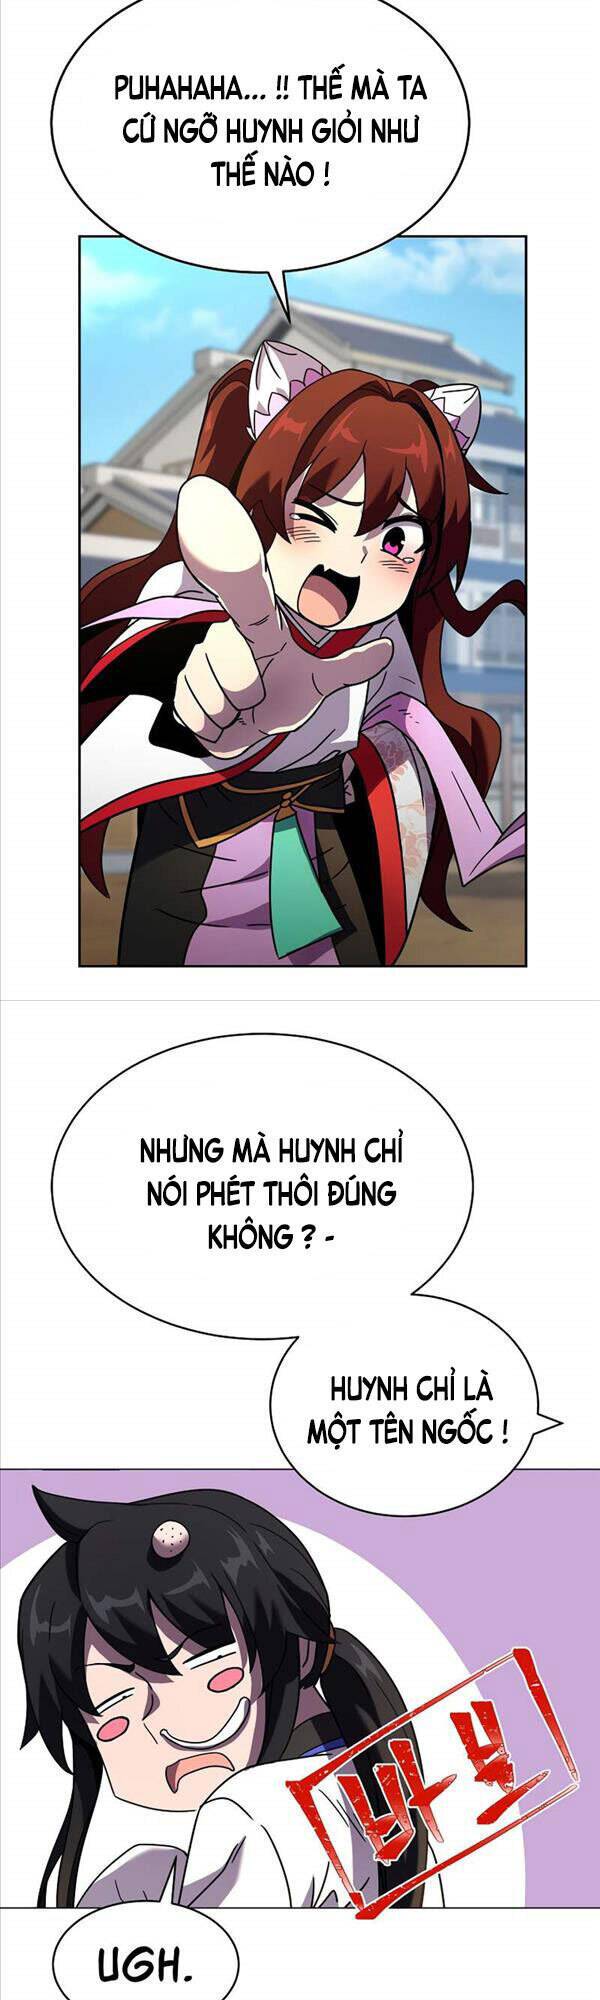 PUHAHAHA... !! THẾ MÀ TA
CỨ NGỠ HUYNH GIỎI NHƯ
THẾ NÀO !
NHƯNG MÀ HUYNH CHỈ
NÓI PHÉT THÔI ĐÚNG
KHÔNG ? -
HUYNH CHỈ LÀ
MỘT TÊN NGỐC !
바보
UGH.